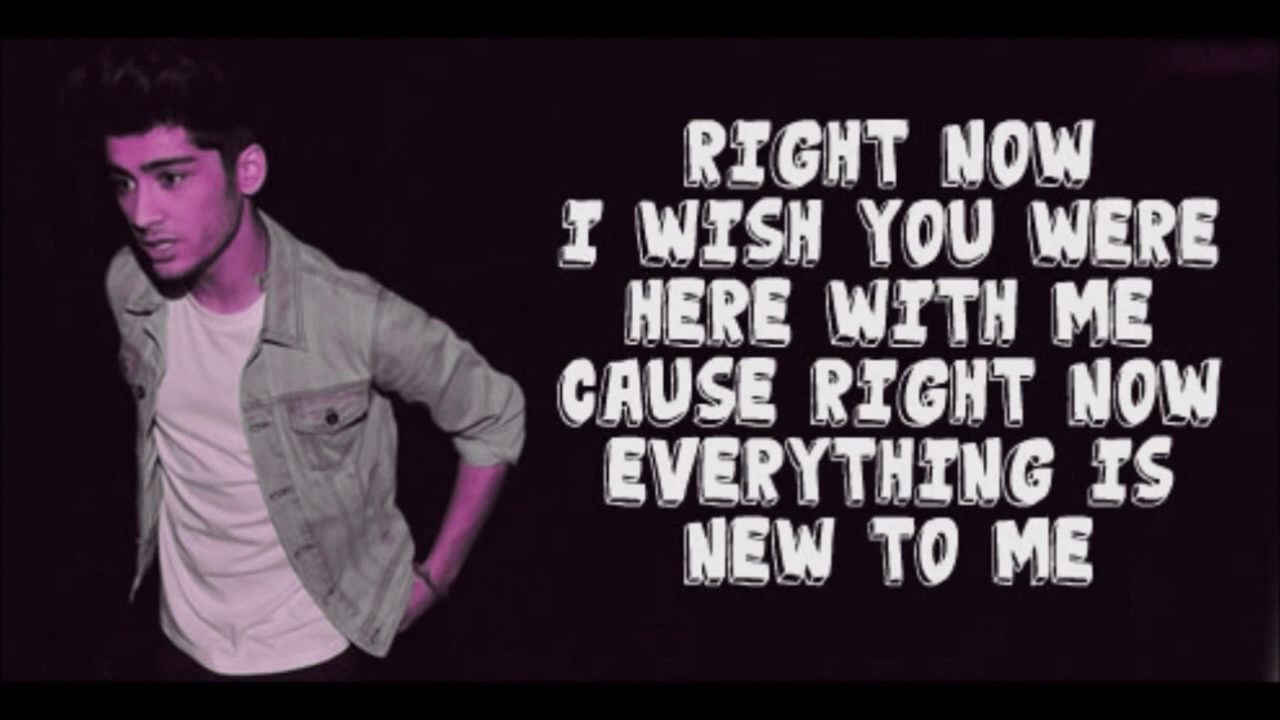 RIGHT NOW
I WISH YOU WERE
HERE WITH ME
CAUSE RIGHT NOW
EVERYTHING IS
NEW TO ME